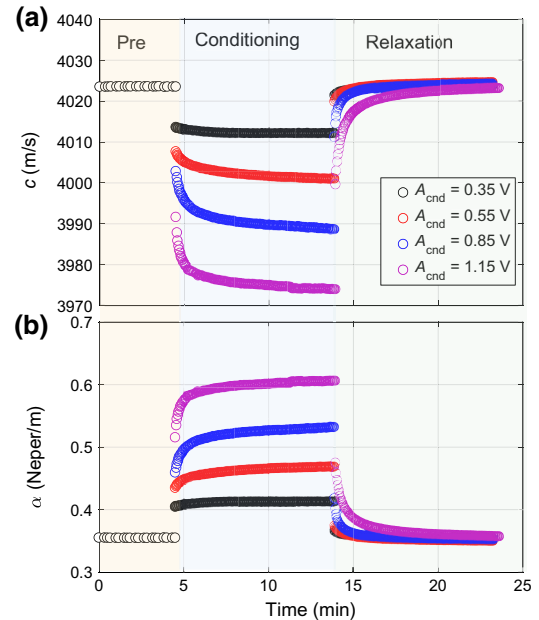 (a)
4040
4030
4020
4010
4000
3990
3980
3970
c (m/s)
Pre
Conditioning
Relaxation
A_cnd = 0.35 V
A_cnd = 0.55 V
A_cnd = 0.85 V
A_cnd = 1.15 V
(b)
0.7
0.6
0.5
0.4
0.3
α (Neper/m)
0
5
10
15
20
25
Time (min)